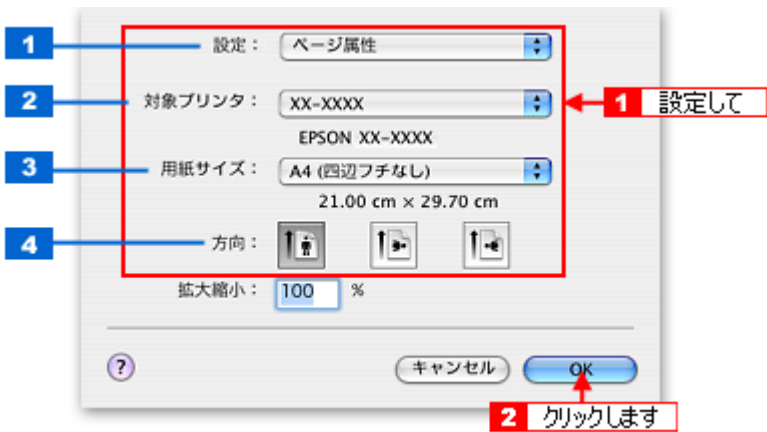 1 設定： ページ属性
2 対象プリンタ： XX-XXXX 1 設定して
EPSON XX-XXXX
3 用紙サイズ： A4 (四辺フチなし)
21.00 cm × 29.70 cm
4 方向：
拡大縮小： 100 %
? キャンセル OK
2 クリックします